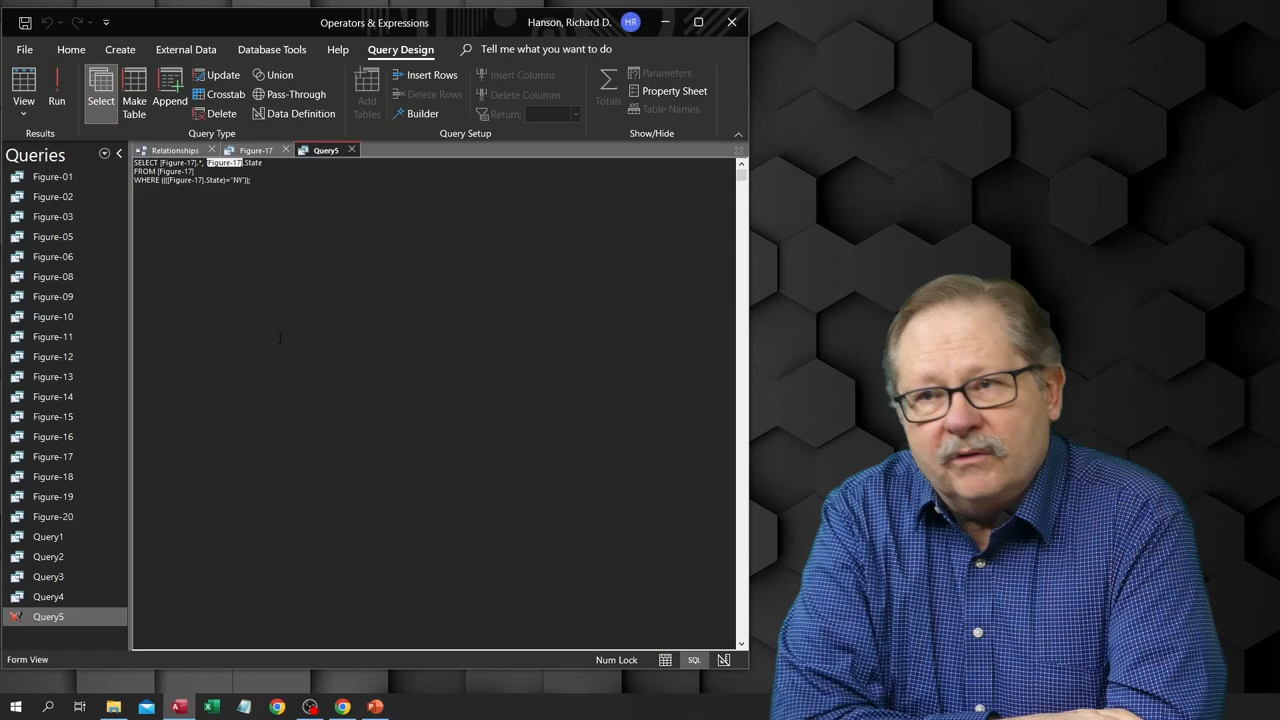 Operators & Expressions
Hanson, Richard D.
HR
File Home Create External Data Database Tools Help Query Design Tell me what you want to do
View
Run
Select
Make Table
Append
Update
Crosstab
Delete
Union
Pass-Through
Data Definition
Add Tables
Insert Rows
Delete Rows
Builder
Insert Columns
Delete Columns
Return:
Totals
Parameters
Property Sheet
Table Names
Results
Query Type
Query Setup
Show/Hide
Queries
Relationships
Figure-17
Query5
SELECT [Figure-17].*, [Figure-17].State
FROM [Figure-17]
WHERE ((([Figure-17].State)="NY"));
Figure-01
Figure-02
Figure-03
Figure-05
Figure-06
Figure-08
Figure-09
Figure-10
Figure-11
Figure-12
Figure-13
Figure-14
Figure-15
Figure-16
Figure-17
Figure-18
Figure-19
Figure-20
Query1
Query2
Query3
Query4
Query5
Form View
Num Lock
SQL